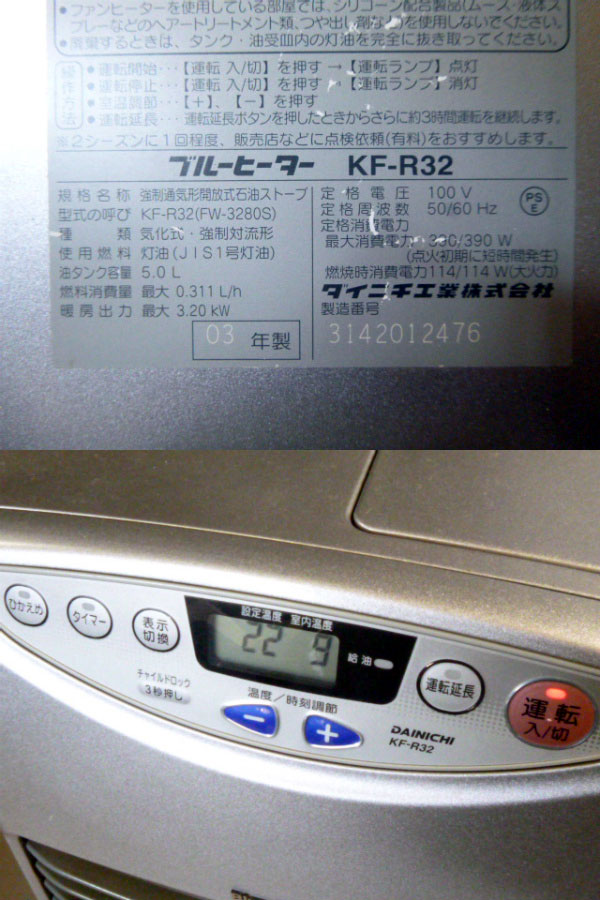 •ファンヒーターを使用している部屋では、シリコーン配合製品(ムース・液体ス
プレーなどのヘアートリートメント類、つや出し剤など)を使用しないでください。
•廃棄するときは、タンク・油受皿内の灯油を完全に抜き取ってください。
操作方法
•運転開始‥【運転 入/切】を押す→【運転ランプ】点灯
•運転停止‥【運転 入/切】を押す→【運転ランプ】消灯
•室温調節‥【+】、【−】を押す
•運転延長‥運転延長ボタンを押したときからさらに約3時間運転を継続します。
※2シーズンに1回程度、販売店などに点検依頼(有料)をおすすめします。
ブルーヒーター KF-R32
規格名称 強制通気形開放式石油ストーブ
型式の呼び KF-R32(FW-3280S)
種類 気化式・強制対流形
使用燃料 灯油(JIS1号灯油)
油タンク容量 5.0 L
燃料消費量 最大 0.311 L/h
暖房出力 最大 3.20 kW
03 年製
定格電圧 100 V
定格周波数 50/60 Hz
PS
E
定格消費電力
最大消費電力 390/390 W
(点火初期に短時間発生)
燃焼時消費電力 114/114 W(大火力)
ダイニチ工業株式会社
製造番号
3142012476
ひかえめ
タイマー
表示
切換
チャイルドロック
3秒押し
設定温度 室内温度
22 9
給油
温度/時刻調節
− +
運転延長
運転
入/切
DAINICHI
KF-R32